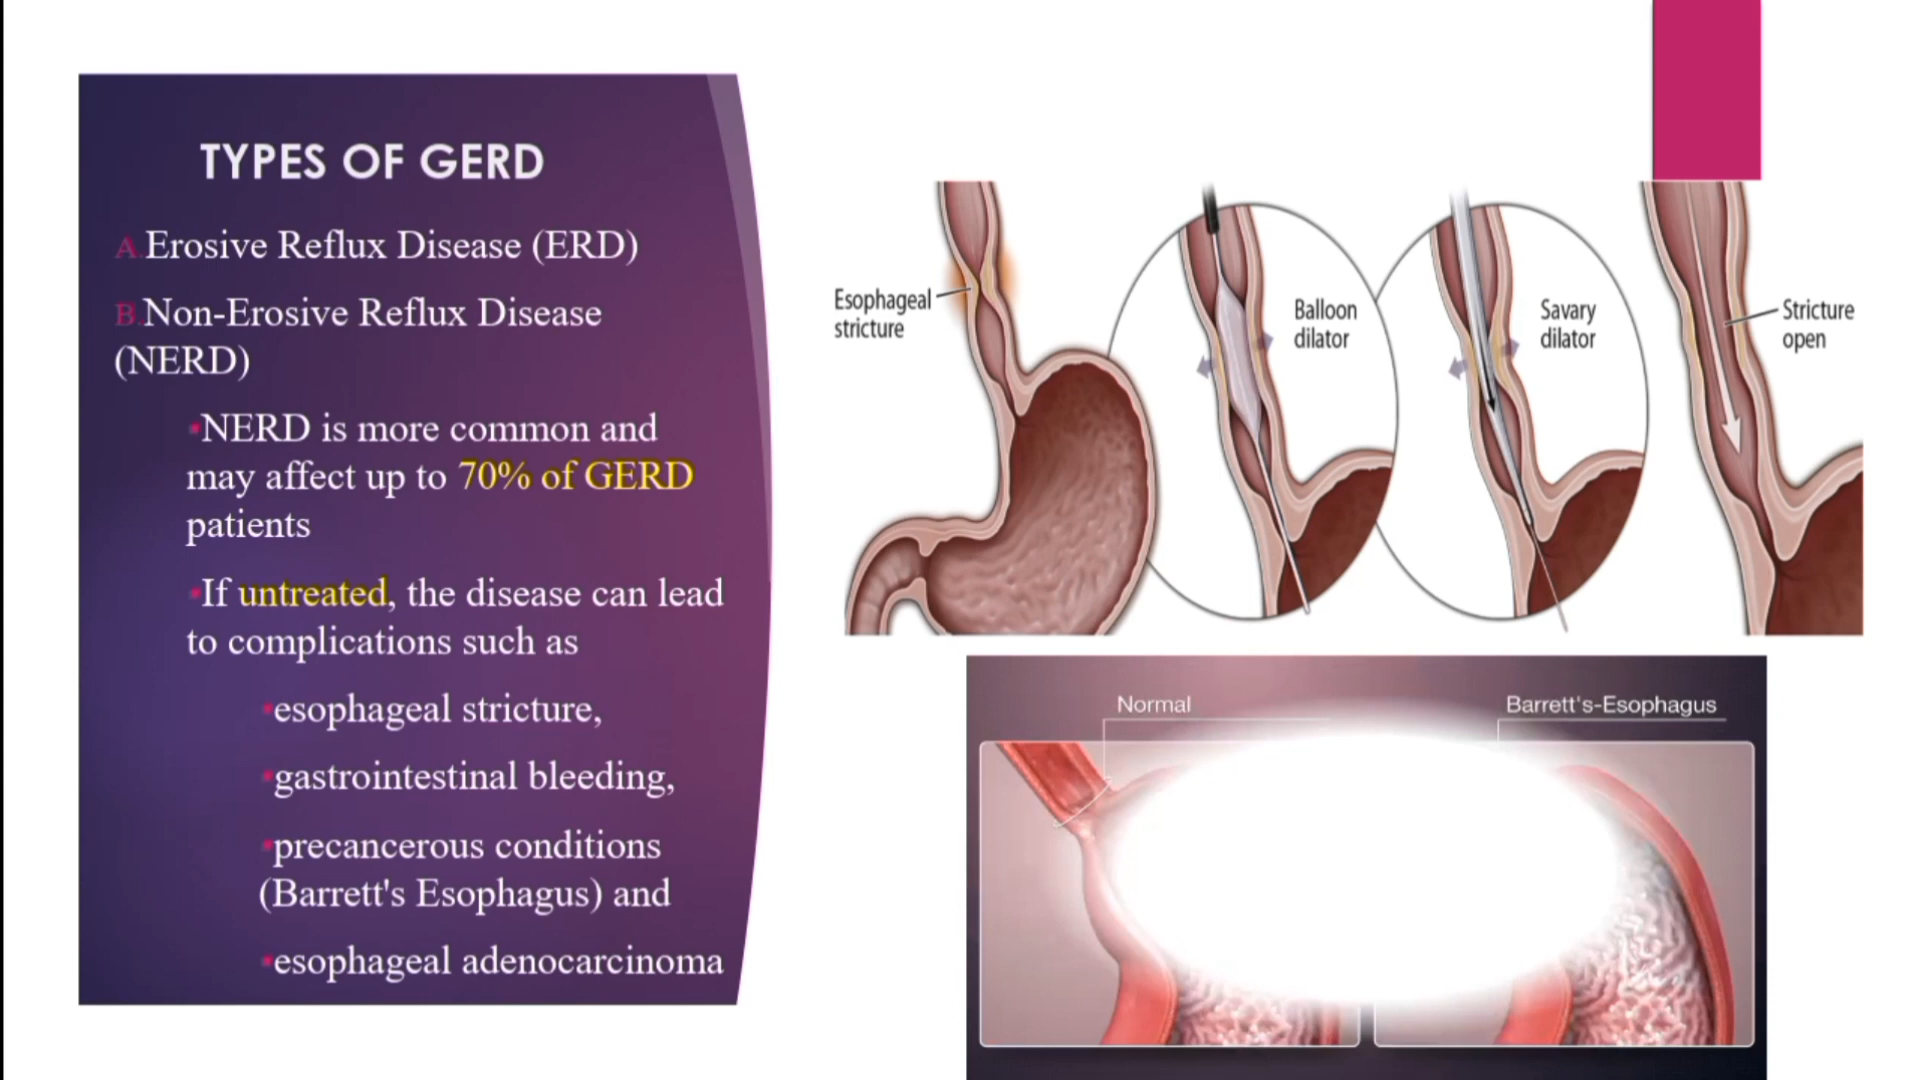 TYPES OF GERD
A.Erosive Reflux Disease (ERD)
B.Non-Erosive Reflux Disease
(NERD)
▪NERD is more common and
may affect up to 70% of GERD
patients
▪If untreated, the disease can lead
to complications such as
▪esophageal stricture,
▪gastrointestinal bleeding,
▪precancerous conditions
(Barrett's Esophagus) and
▪esophageal adenocarcinoma
Esophageal
stricture
Balloon
dilator
Savary
dilator
Stricture
open
Normal
Barrett's-Esophagus